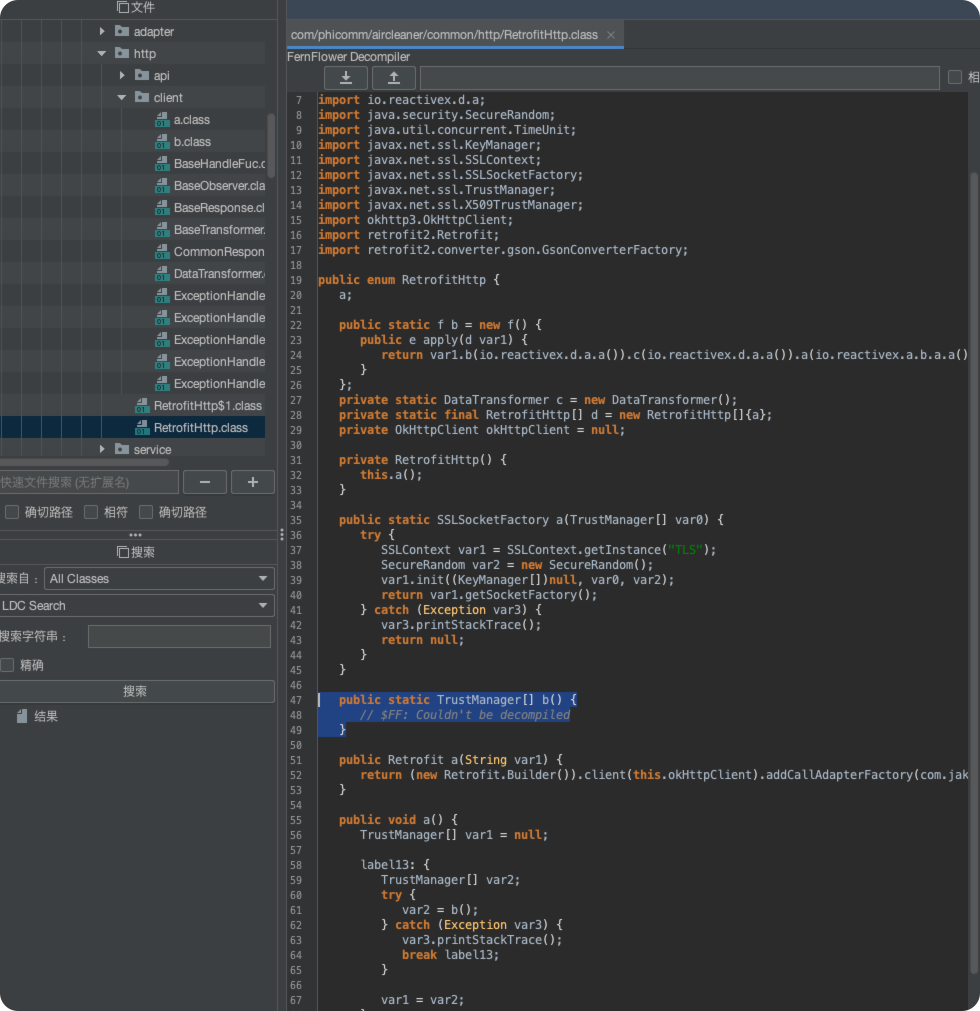 文件
adapter
http
api
client
a.class
b.class
BaseHandleFuc.c
BaseObserver.cla
BaseResponse.cl
BaseTransformer.
CommonRespon
DataTransformer.
ExceptionHandle
ExceptionHandle
ExceptionHandle
ExceptionHandle
ExceptionHandle
RetrofitHttp$1.class
RetrofitHttp.class
service
快速文件搜索 (无扩展名)
确切路径 相符 确切路径
搜索
搜索自： All Classes
LDC Search
搜索字符串：
精确
搜索
结果
com/phicomm/aircleaner/common/http/RetrofitHttp.class
FernFlower Decompiler
相
7 import io.reactivex.d.a;
8 import java.security.SecureRandom;
9 import java.util.concurrent.TimeUnit;
10 import javax.net.ssl.KeyManager;
11 import javax.net.ssl.SSLContext;
12 import javax.net.ssl.SSLSocketFactory;
13 import javax.net.ssl.TrustManager;
14 import javax.net.ssl.X509TrustManager;
15 import okhttp3.OkHttpClient;
16 import retrofit2.Retrofit;
17 import retrofit2.converter.gson.GsonConverterFactory;
18
19 public enum RetrofitHttp {
20 a;
21
22 public static f b = new f() {
23 public e apply(d var1) {
24 return var1.b(io.reactivex.d.a.a()).c(io.reactivex.d.a.a()).a(io.reactivex.a.b.a.a()
25 }
26 };
27 private static DataTransformer c = new DataTransformer();
28 private static final RetrofitHttp[] d = new RetrofitHttp[]{a};
29 private OkHttpClient okHttpClient = null;
30
31 private RetrofitHttp() {
32 this.a();
33 }
34
35 public static SSLSocketFactory a(TrustManager[] var0) {
36 try {
37 SSLContext var1 = SSLContext.getInstance("TLS");
38 SecureRandom var2 = new SecureRandom();
39 var1.init((KeyManager[])null, var0, var2);
40 return var1.getSocketFactory();
41 } catch (Exception var3) {
42 var3.printStackTrace();
43 return null;
44 }
45 }
46
47 public static TrustManager[] b() {
48 // $FF: Couldn't be decompiled
49 }
50
51 public Retrofit a(String var1) {
52 return (new Retrofit.Builder()).client(this.okHttpClient).addCallAdapterFactory(com.jak
53 }
54
55 public void a() {
56 TrustManager[] var1 = null;
57
58 label13: {
59 TrustManager[] var2;
60 try {
61 var2 = b();
62 } catch (Exception var3) {
63 var3.printStackTrace();
64 break label13;
65 }
66
67 var1 = var2;